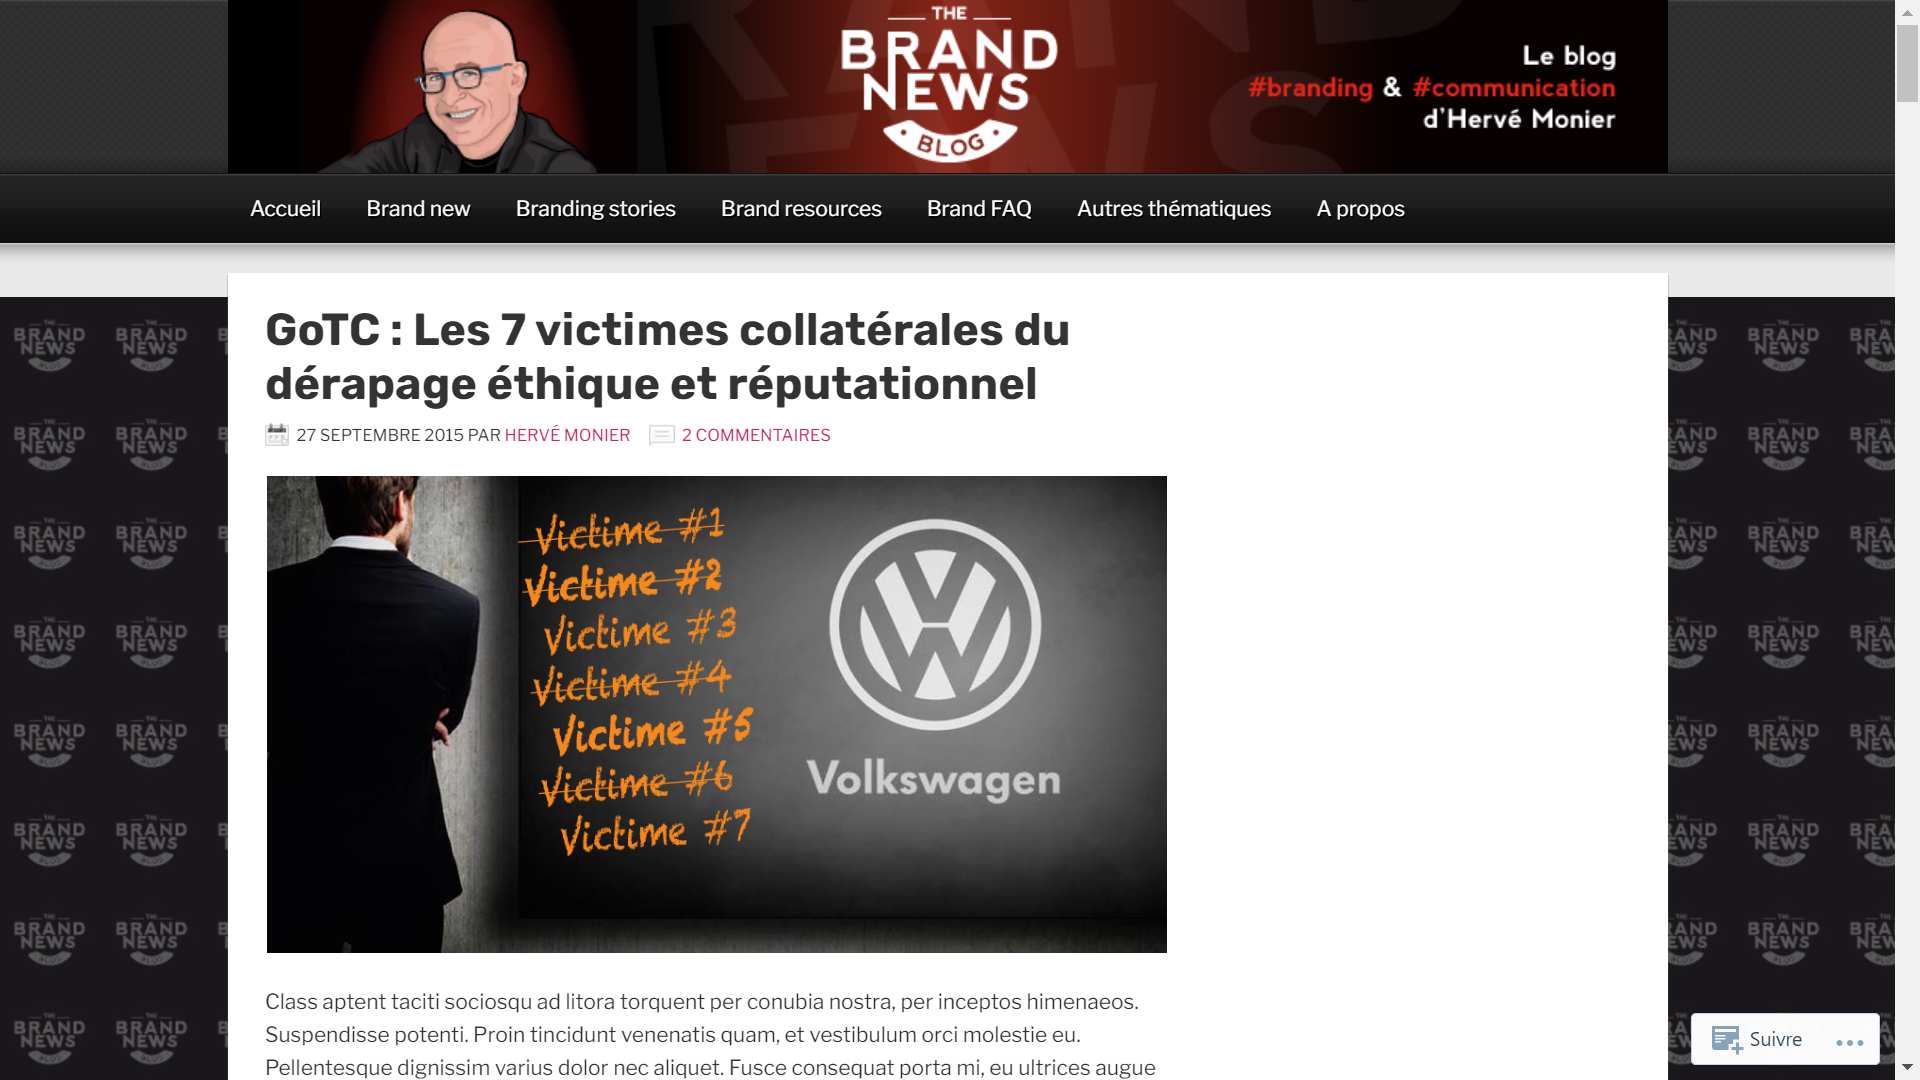 THE
BRAND
NEWS
BLOG
Le blog
#branding & #communication
d'Hervé Monier
Accueil Brand new Branding stories Brand resources Brand FAQ Autres thématiques A propos
GoTC : Les 7 victimes collatérales du
dérapage éthique et réputationnel
27 SEPTEMBRE 2015 PAR HERVÉ MONIER 2 COMMENTAIRES
Victime #1
Victime #2
Victime #3
Victime #4
Victime #5
Victime #6
Victime #7
Volkswagen
Class aptent taciti sociosqu ad litora torquent per conubia nostra, per inceptos himenaeos.
Suspendisse potenti. Proin tincidunt venenatis quam, et vestibulum orci molestie eu.
Pellentesque dignissim varius dolor nec aliquet. Fusce consequat porta mi, eu ultrices augue
Suivre